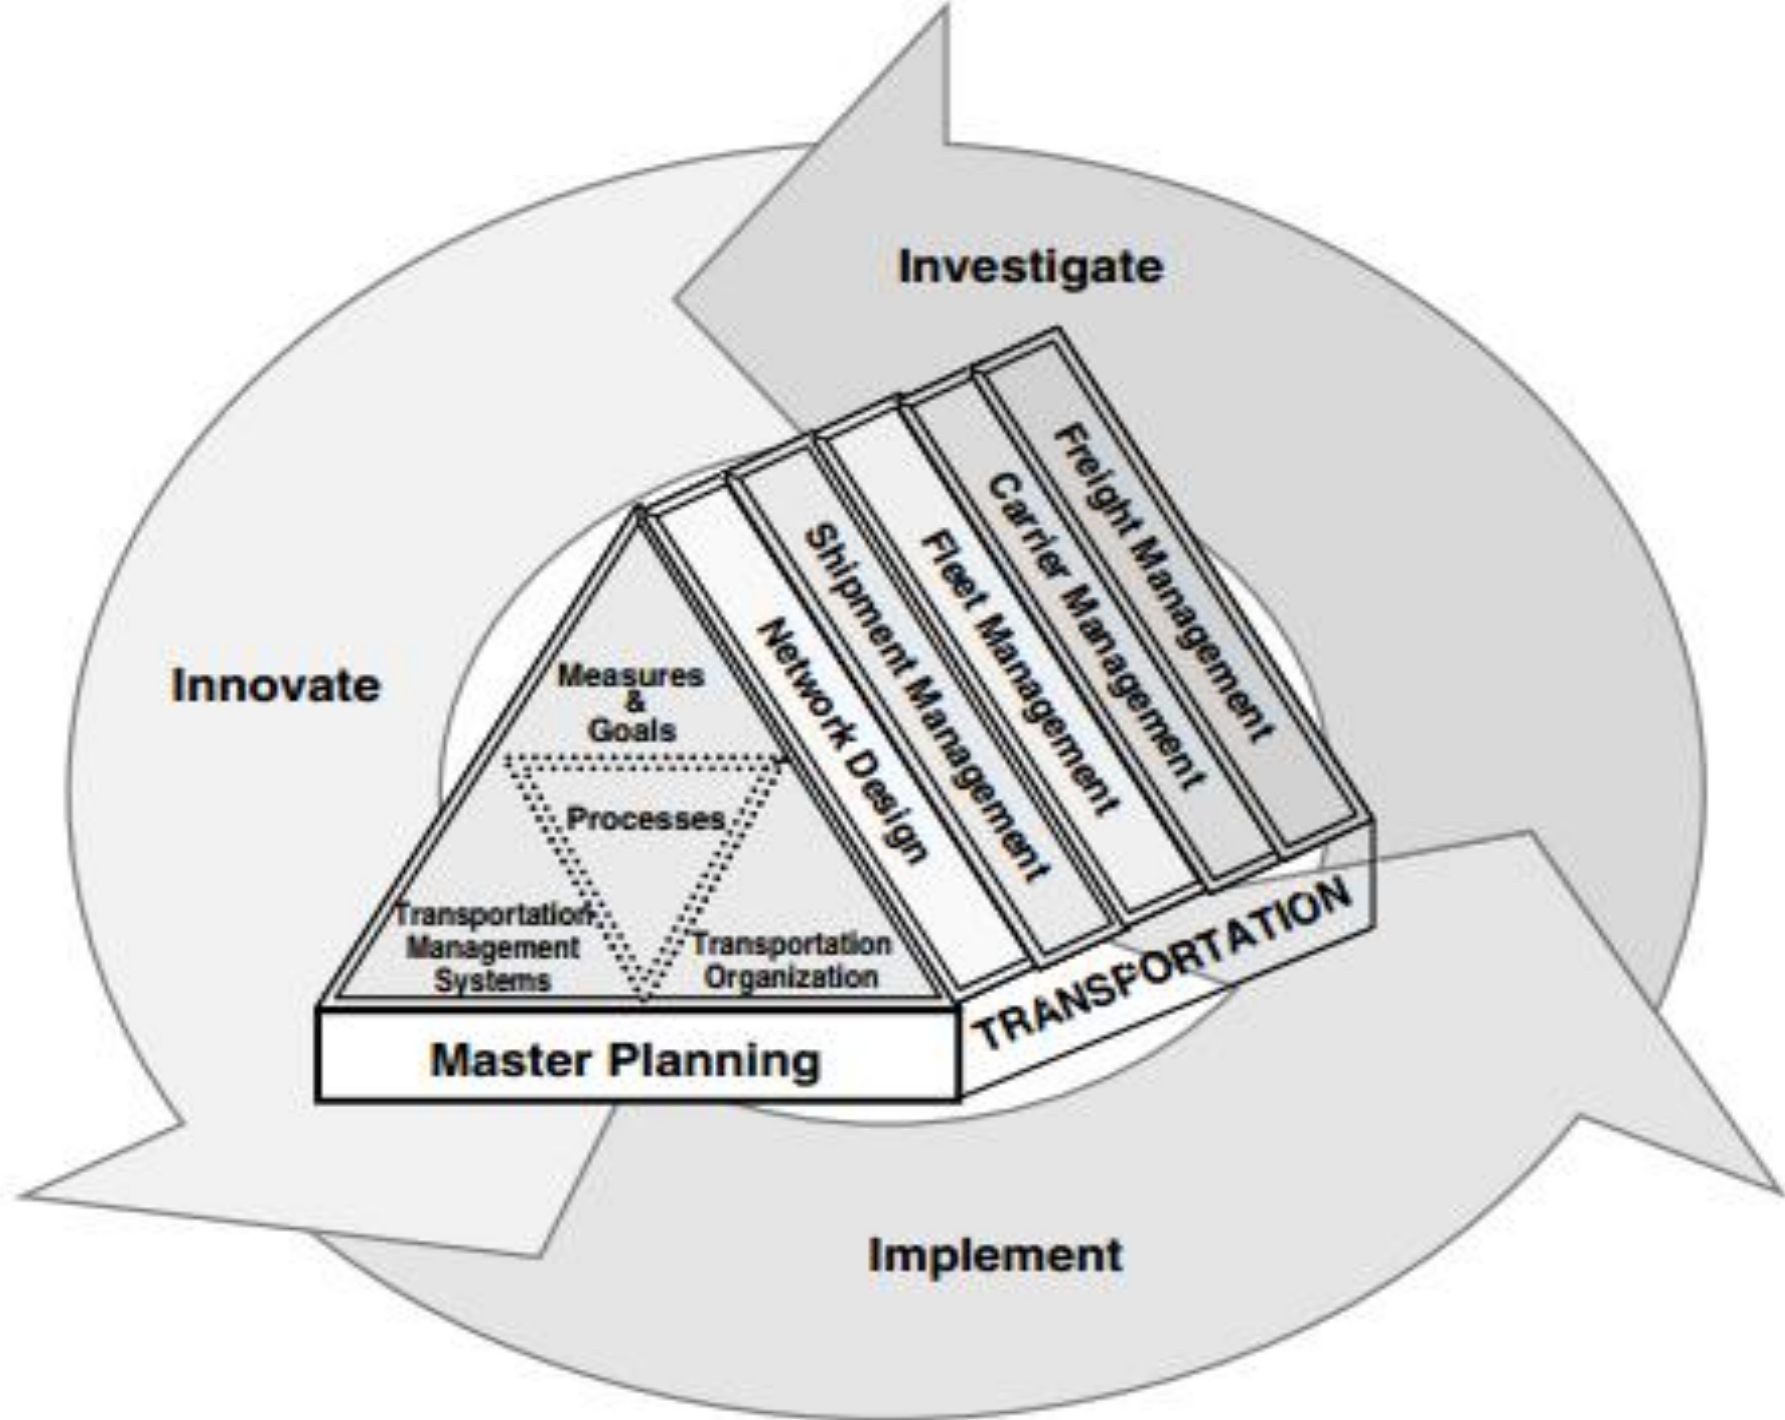 Investigate
Innovate
Measures
&
Goals
Processes
Transportation
Management
Systems
Transportation
Organization
Network Design
Shipment Management
Fleet Management
Carrier Management
Freight Management
TRANSPORTATION
Master Planning
Implement